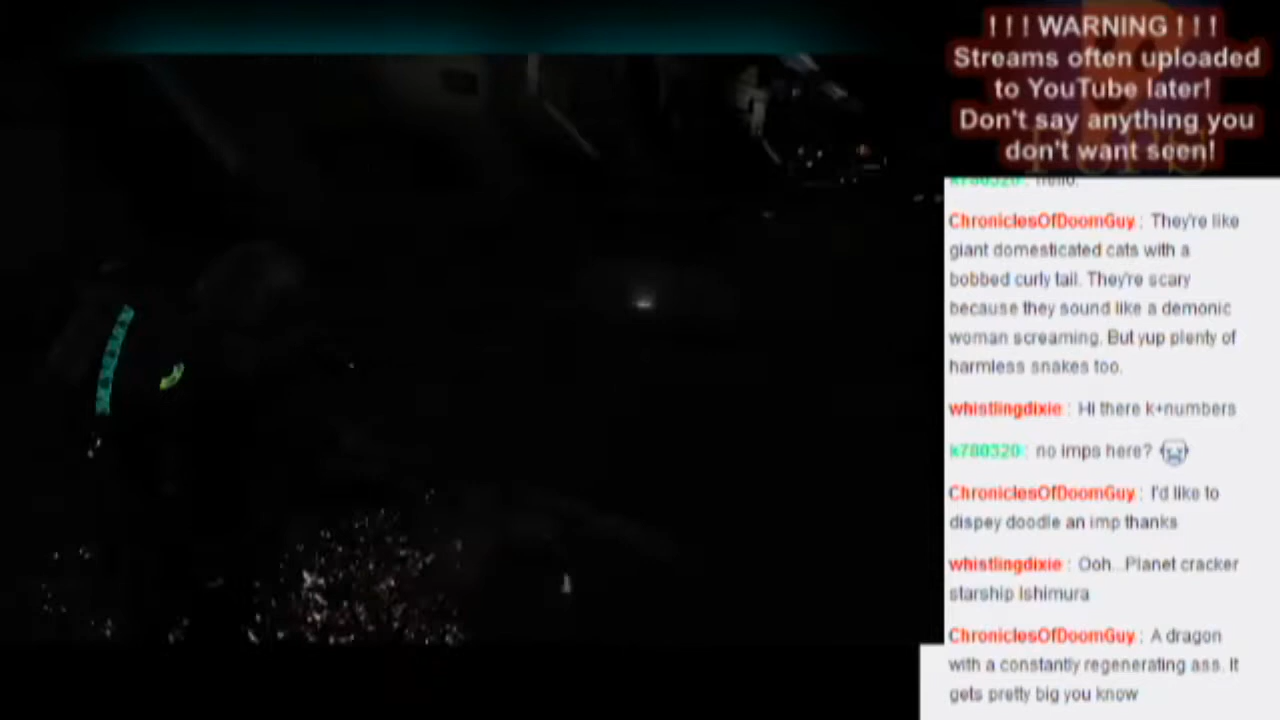 ! ! ! WARNING ! ! !
Streams often uploaded
to YouTube later!
Don't say anything you
don't want seen!
k780320: hello.
ChroniclesOfDoomGuy: They're like
giant domesticated cats with a
bobbed curly tail. They're scary
because they sound like a demonic
woman screaming. But yup plenty of
harmless snakes too.
whistlingdixie: Hi there k+numbers
k780320: no imps here?
ChroniclesOfDoomGuy: I'd like to
dispey doodle an imp thanks
whistlingdixie: Ooh...Planet cracker
starship Ishimura
ChroniclesOfDoomGuy: A dragon
with a constantly regenerating ass. It
gets pretty big you know